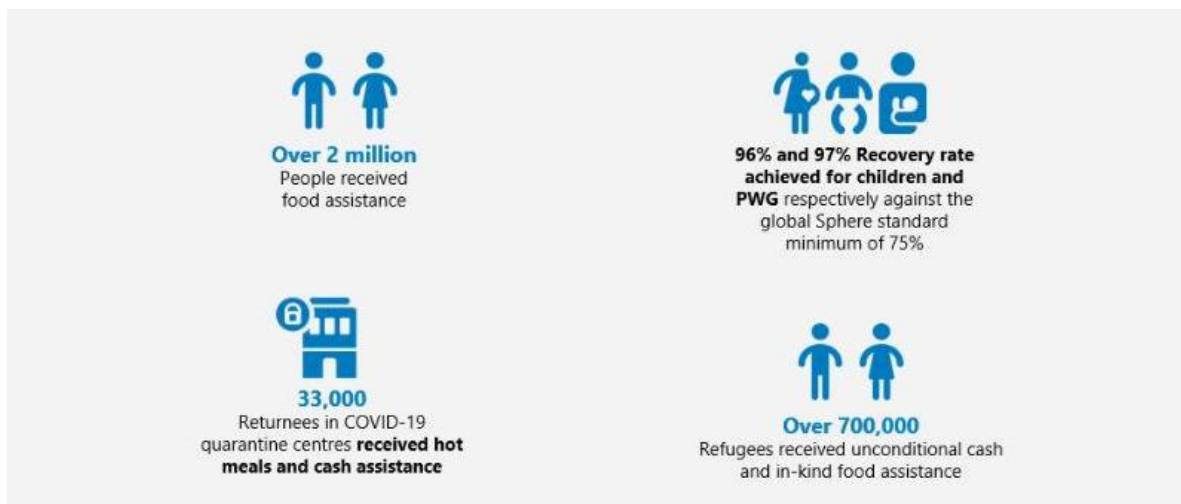 Over 2 million
People received
food assistance
96% and 97% Recovery rate
achieved for children and
PWG respectively against the
global Sphere standard
minimum of 75%
33,000
Returnees in COVID-19
quarantine centres received hot
meals and cash assistance
Over 700,000
Refugees received unconditional cash
and in-kind food assistance